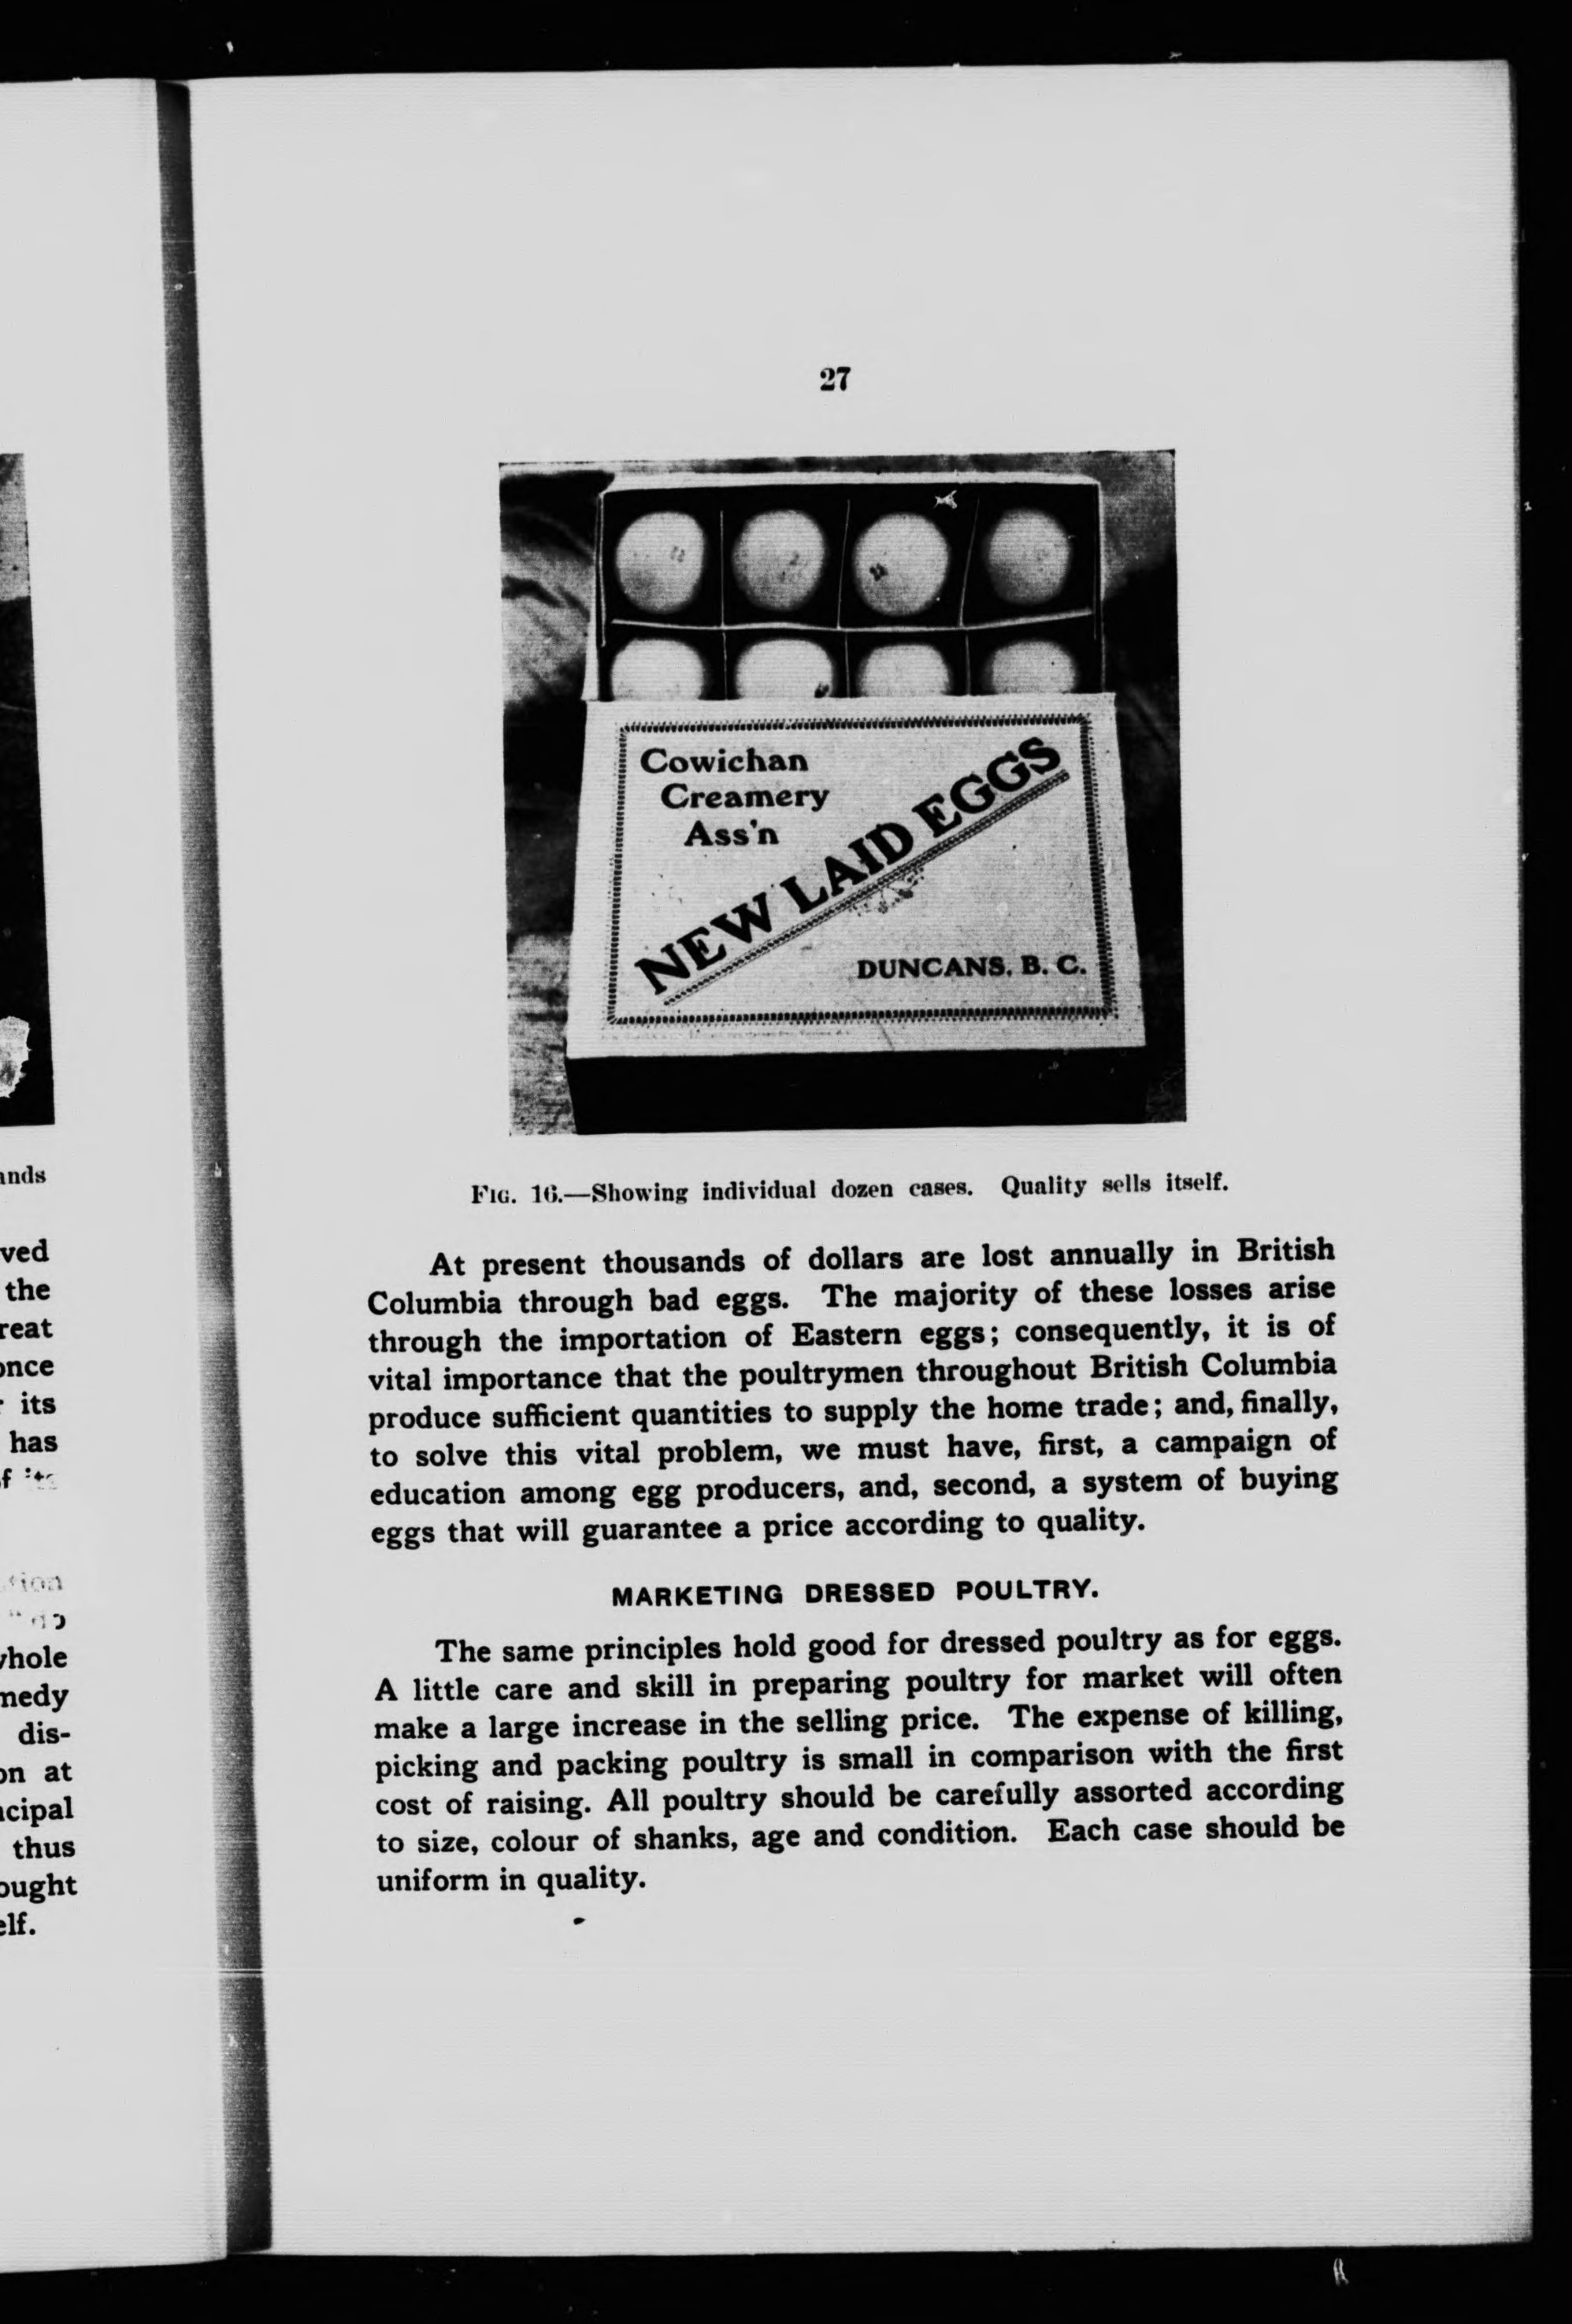 27
Cowichan
Creamery
Ass'n
NEW LAID EGGS
DUNCANS, B. C.
FIG. 16.—Showing individual dozen cases. Quality sells itself.
At present thousands of dollars are lost annually in British
Columbia through bad eggs. The majority of these losses arise
through the importation of Eastern eggs; consequently, it is of
vital importance that the poultrymen throughout British Columbia
produce sufficient quantities to supply the home trade; and, finally,
to solve this vital problem, we must have, first, a campaign of
education among egg producers, and, second, a system of buying
eggs that will guarantee a price according to quality.
MARKETING DRESSED POULTRY.
The same principles hold good for dressed poultry as for eggs.
A little care and skill in preparing poultry for market will often
make a large increase in the selling price. The expense of killing,
picking and packing poultry is small in comparison with the first
cost of raising. All poultry should be carefully assorted according
to size, colour of shanks, age and condition. Each case should be
uniform in quality.
the
its
has
dis-
at
thus